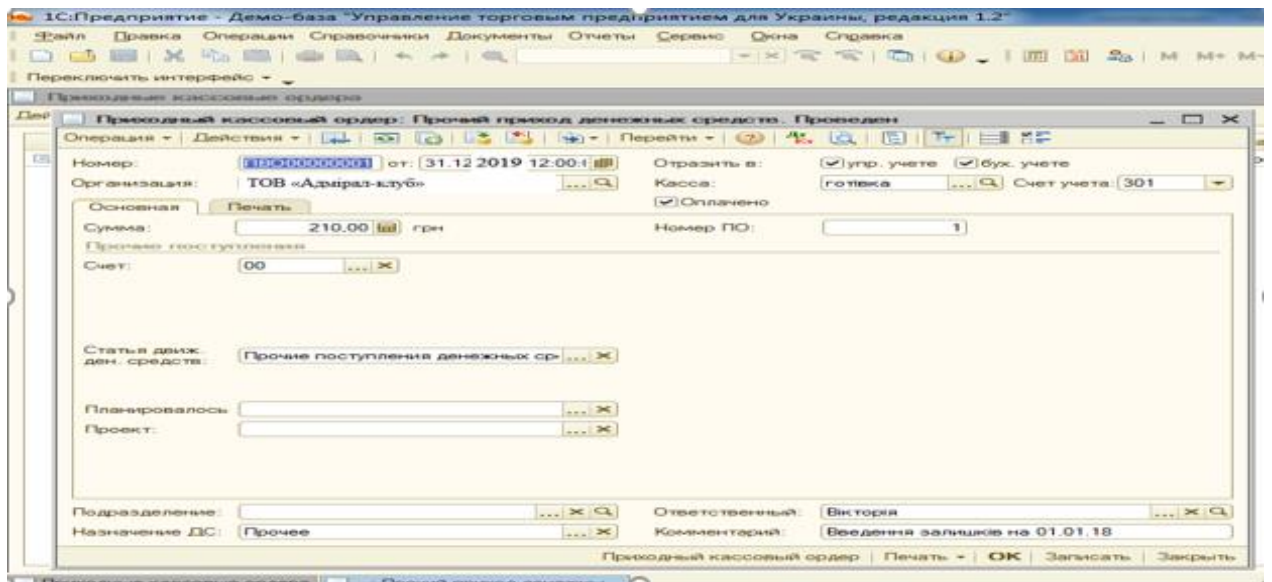 1С:Предприятие - Демо-база "Управление торговым предприятием для Украины, редакция 1.2"
Файл Правка Операции Справочники Документы Отчеты Сервис Окна Справка
M M+ M-
Переключить интерфейс
Приходные кассовые ордера
Приходный кассовый ордер: Прочий приход денежных средств. Проведен
Операция Действия Перейти
Номер: 00000001 от: 31.12 2019 12:00: Отразить в: упр. учете бух. учете
Организация: ТОВ «Адмірал-клуб» Касса: готівка Счет учета: 301
Основная Печать Оплачено
Сумма: 210.00 грн Номер ПО: 1
Прочие поступления
Счет: 00
Статья движ. ден. средств: Прочие поступления денежных ср
Планировалось
Проект:
Подразделение: Ответственный: Вікторія
Назначение ДС: Прочее Комментарий: Введення залишків на 01.01.18
Приходный кассовый ордер Печать ОК Записать Закрыть